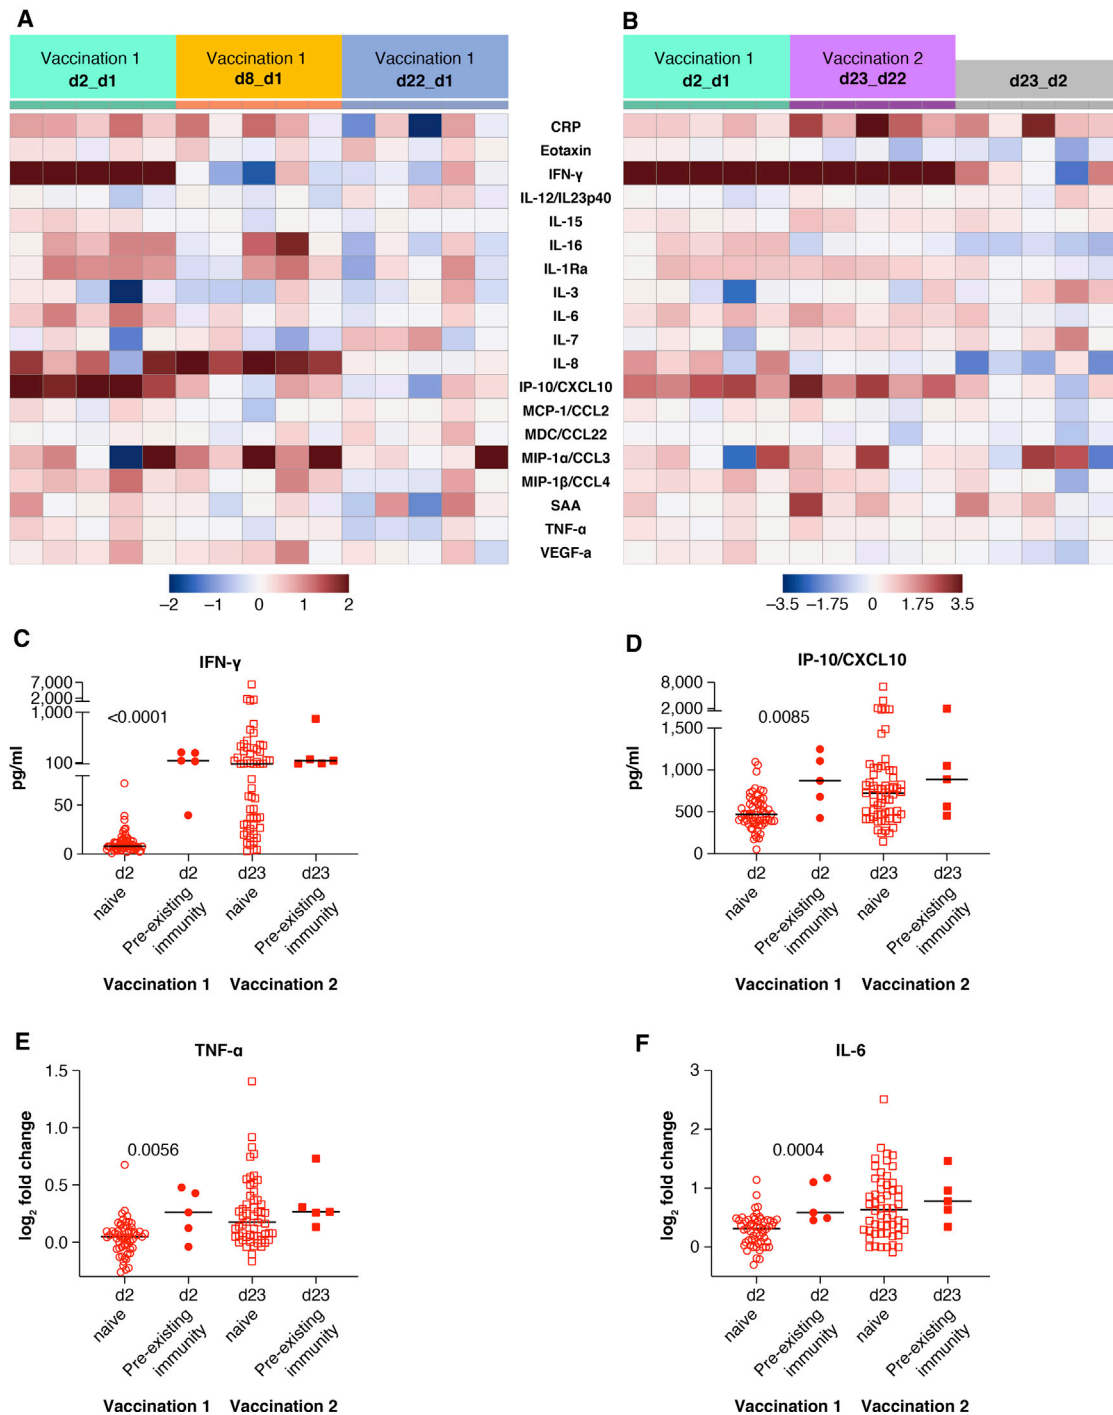 A
Vaccination 1
d2_d1
Vaccination 1
d8_d1
Vaccination 1
d22_d1
B
Vaccination 1
d2_d1
Vaccination 2
d23_d22
d23_d2
CRP
Eotaxin
IFN-γ
IL-12/IL23p40
IL-15
IL-16
IL-1Ra
IL-3
IL-6
IL-7
IL-8
IP-10/CXCL10
MCP-1/CCL2
MDC/CCL22
MIP-1α/CCL3
MIP-1β/CCL4
SAA
TNF-α
VEGF-a
−2 −1 0 1 2
−3.5 −1.75 0 1.75 3.5
C
IFN-γ
7,000
2,000
1,000
100
50
0
pg/ml
<0.0001
d2 d2 d23 d23
naive
Pre-existing
immunity
naive
Pre-existing
immunity
Vaccination 1 Vaccination 2
D
IP-10/CXCL10
8,000
2,000
1,500
1,000
500
0
pg/ml
0.0085
d2 d2 d23 d23
naive
Pre-existing
immunity
naive
Pre-existing
immunity
Vaccination 1 Vaccination 2
E
TNF-α
1.5
1.0
0.5
0.0
log2 fold change
0.0056
d2 d2 d23 d23
naive
Pre-existing
immunity
naive
Pre-existing
immunity
Vaccination 1 Vaccination 2
F
IL-6
3
2
1
0
log2 fold change
0.0004
d2 d2 d23 d23
naive
Pre-existing
immunity
naive
Pre-existing
immunity
Vaccination 1 Vaccination 2